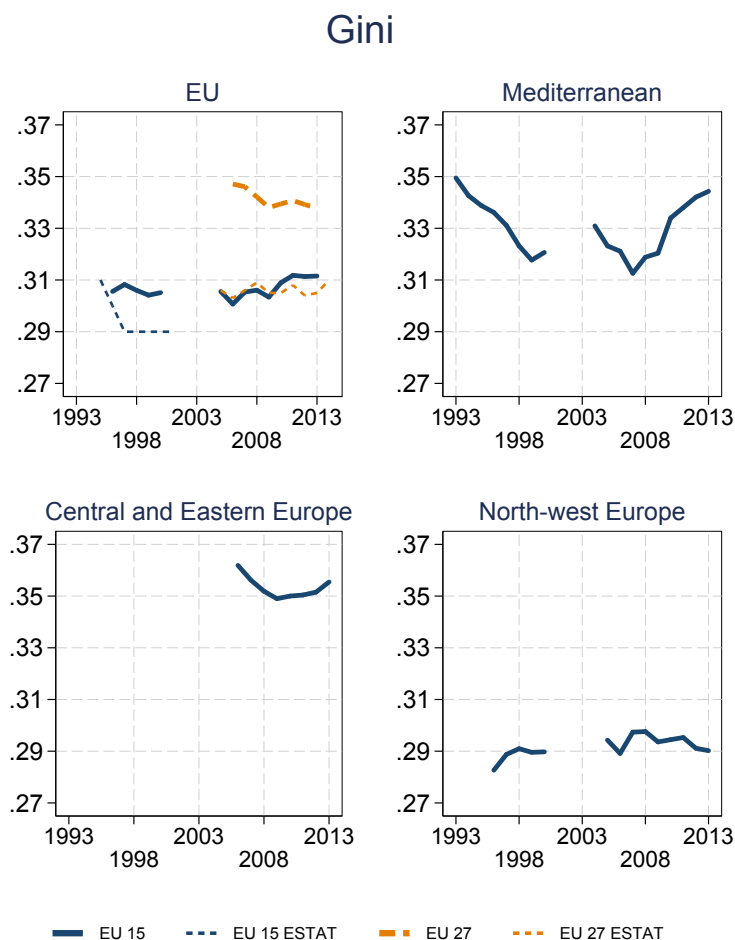 Gini
EU
.37
.35
.33
.31
.29
.27
1993 2003 2013
1998 2008
Mediterranean
.37
.35
.33
.31
.29
.27
1993 2003 2013
1998 2008
Central and Eastern Europe
.37
.35
.33
.31
.29
.27
1993 2003 2013
1998 2008
North-west Europe
.37
.35
.33
.31
.29
.27
1993 2003 2013
1998 2008
EU 15 EU 15 ESTAT EU 27 EU 27 ESTAT